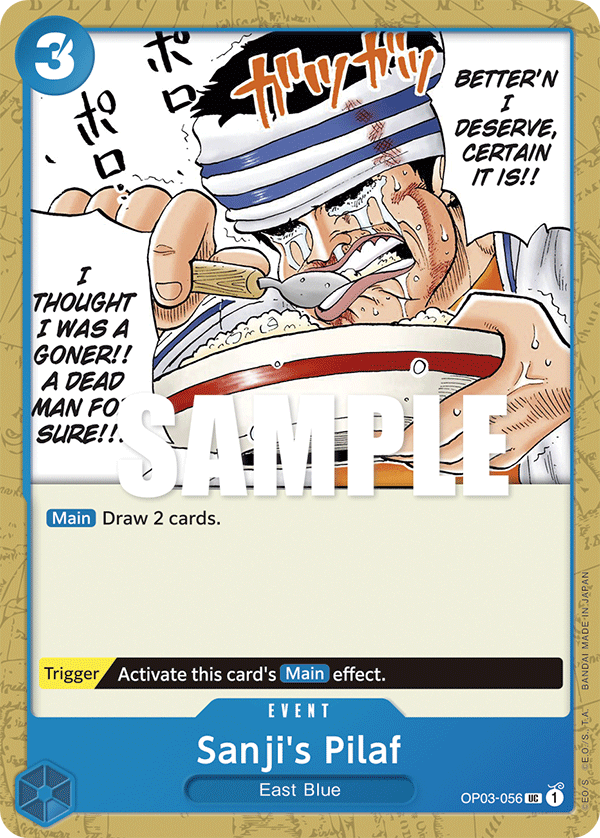 3
ポロ
ポロ
ガツガツ
BETTER'N
I
DESERVE,
CERTAIN
IT IS!!
I
THOUGHT
I WAS A
GONER!!
A DEAD
MAN FO
SURE!!
SAMPLE
Main Draw 2 cards.
Trigger Activate this card's Main effect.
EVENT
Sanji's Pilaf
East Blue
OP03-056 UC 1
©E.O./S. ©E.O./S.,T.A. BANDAI MADE IN JAPAN